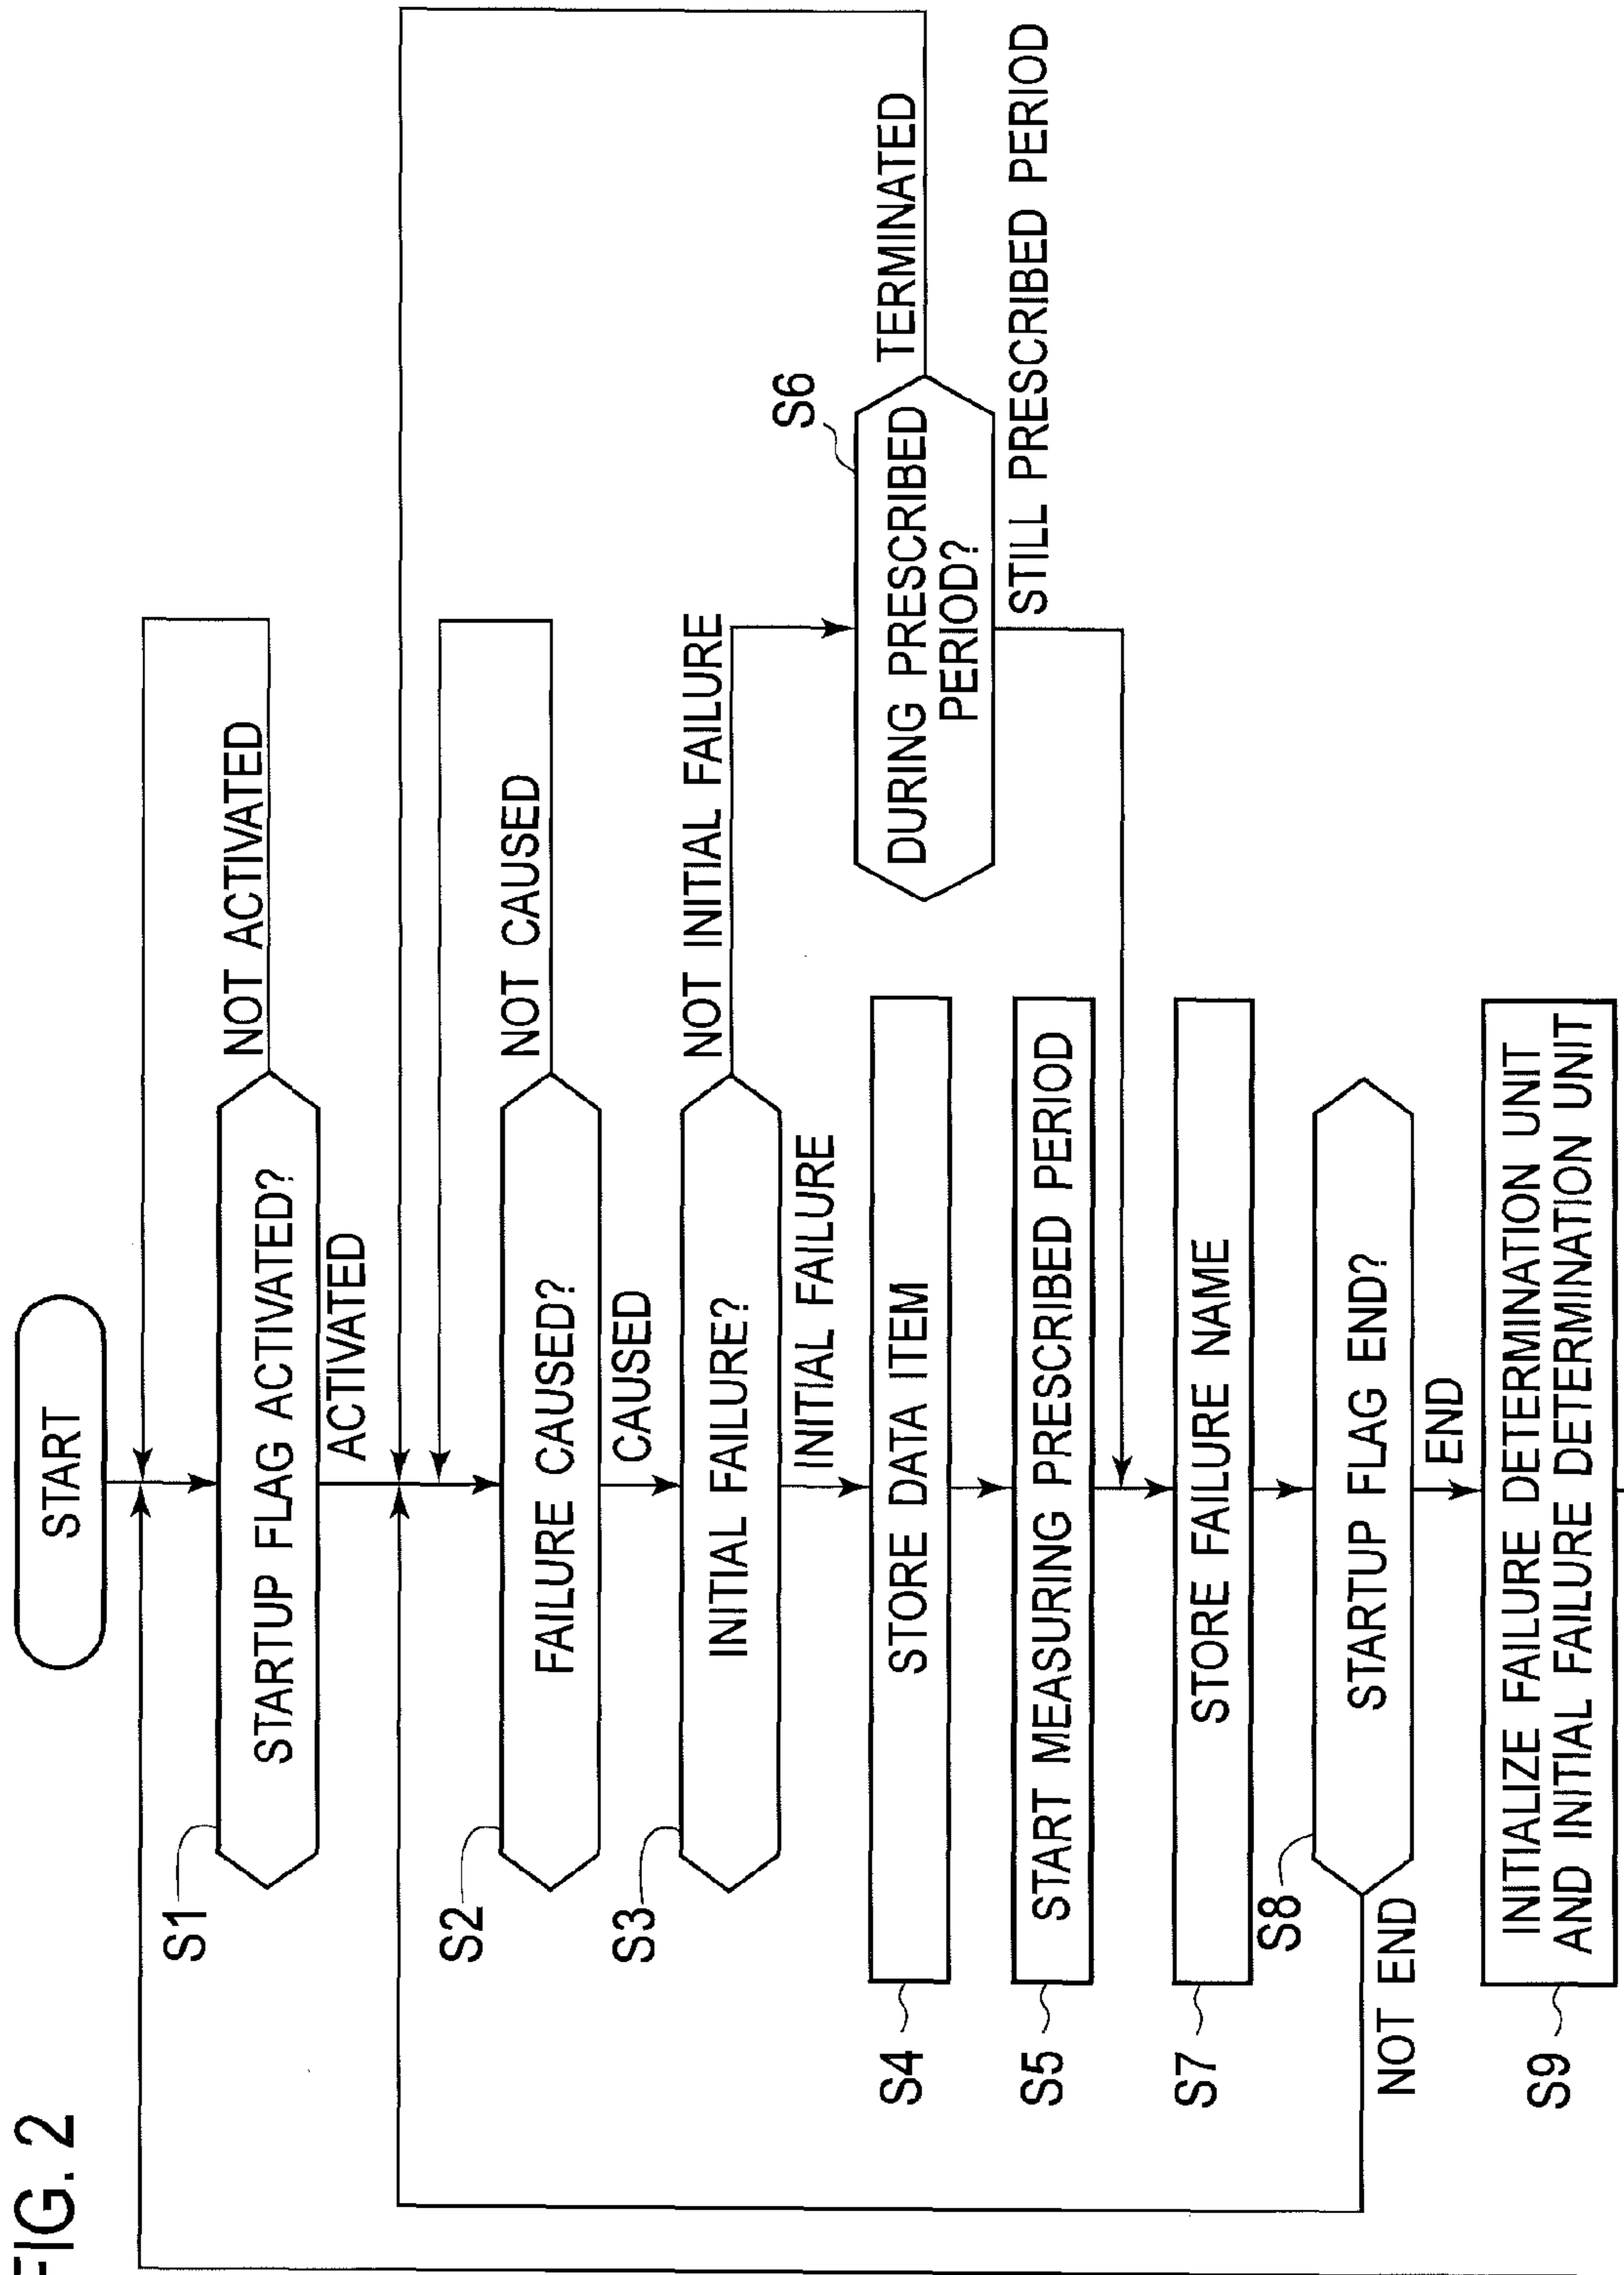 FIG. 2
START
S1
STARTUP FLAG ACTIVATED?
NOT ACTIVATED
ACTIVATED
S2
FAILURE CAUSED?
NOT CAUSED
CAUSED
S3
INITIAL FAILURE?
NOT INITIAL FAILURE
INITIAL FAILURE
S6
DURING PRESCRIBED
PERIOD?
TERMINATED
STILL PRESCRIBED PERIOD
S4
STORE DATA ITEM
S5
START MEASURING PRESCRIBED PERIOD
S7
STORE FAILURE NAME
S8
STARTUP FLAG END?
NOT END
END
S9
INITIALIZE FAILURE DETERMINATION UNIT
AND INITIAL FAILURE DETERMINATION UNIT